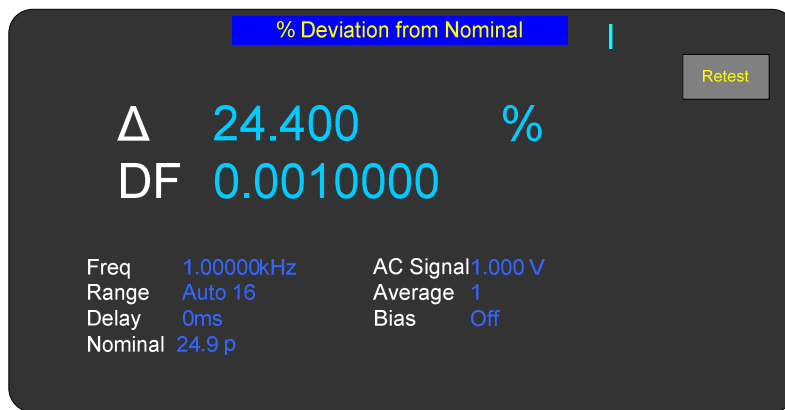 % Deviation from Nominal
Retest
Δ 24.400 %
DF 0.0010000
Freq 1.00000kHz AC Signal 1.000 V
Range Auto 16 Average 1
Delay 0ms Bias Off
Nominal 24.9 p